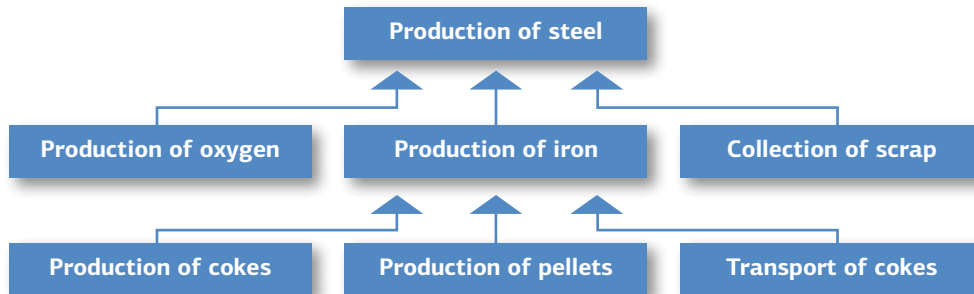 Production of steel
Production of oxygen
Production of iron
Collection of scrap
Production of cokes
Production of pellets
Transport of cokes